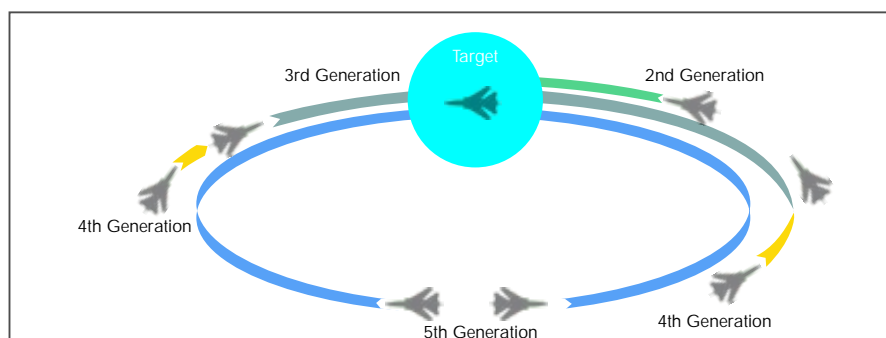 Target
3rd Generation
2nd Generation
4th Generation
4th Generation
5th Generation